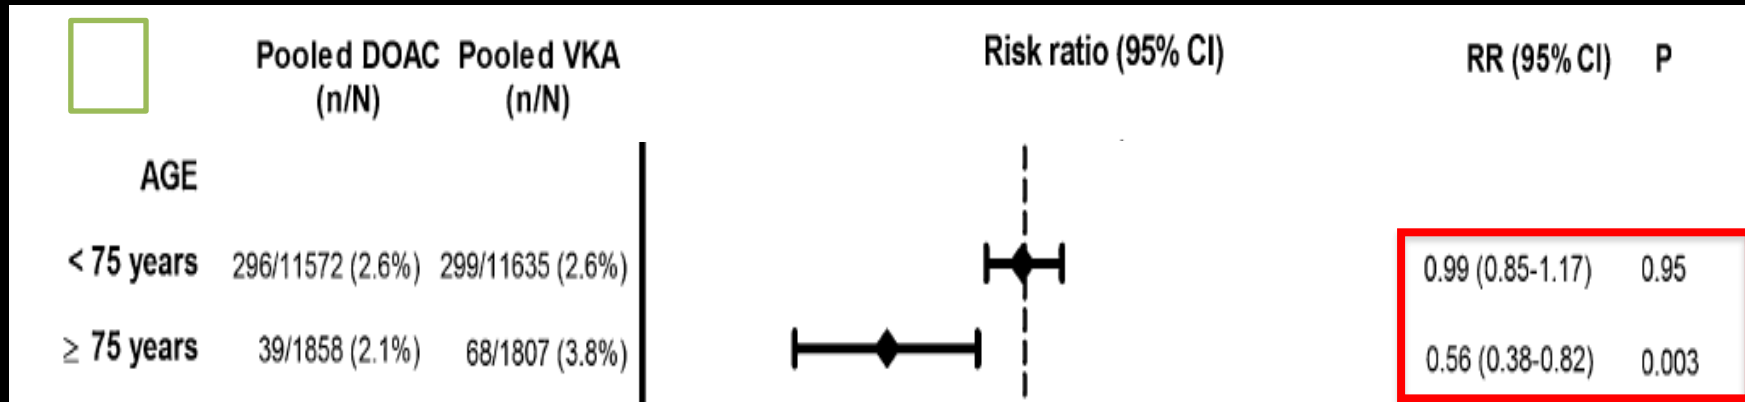 Pooled DOAC Pooled VKA Risk ratio (95% CI) RR (95% CI) P
(n/N) (n/N)
AGE
< 75 years 296/11572 (2.6%) 299/11635 (2.6%) 0.99 (0.85-1.17) 0.95
≥ 75 years 39/1858 (2.1%) 68/1807 (3.8%) 0.56 (0.38-0.82) 0.003